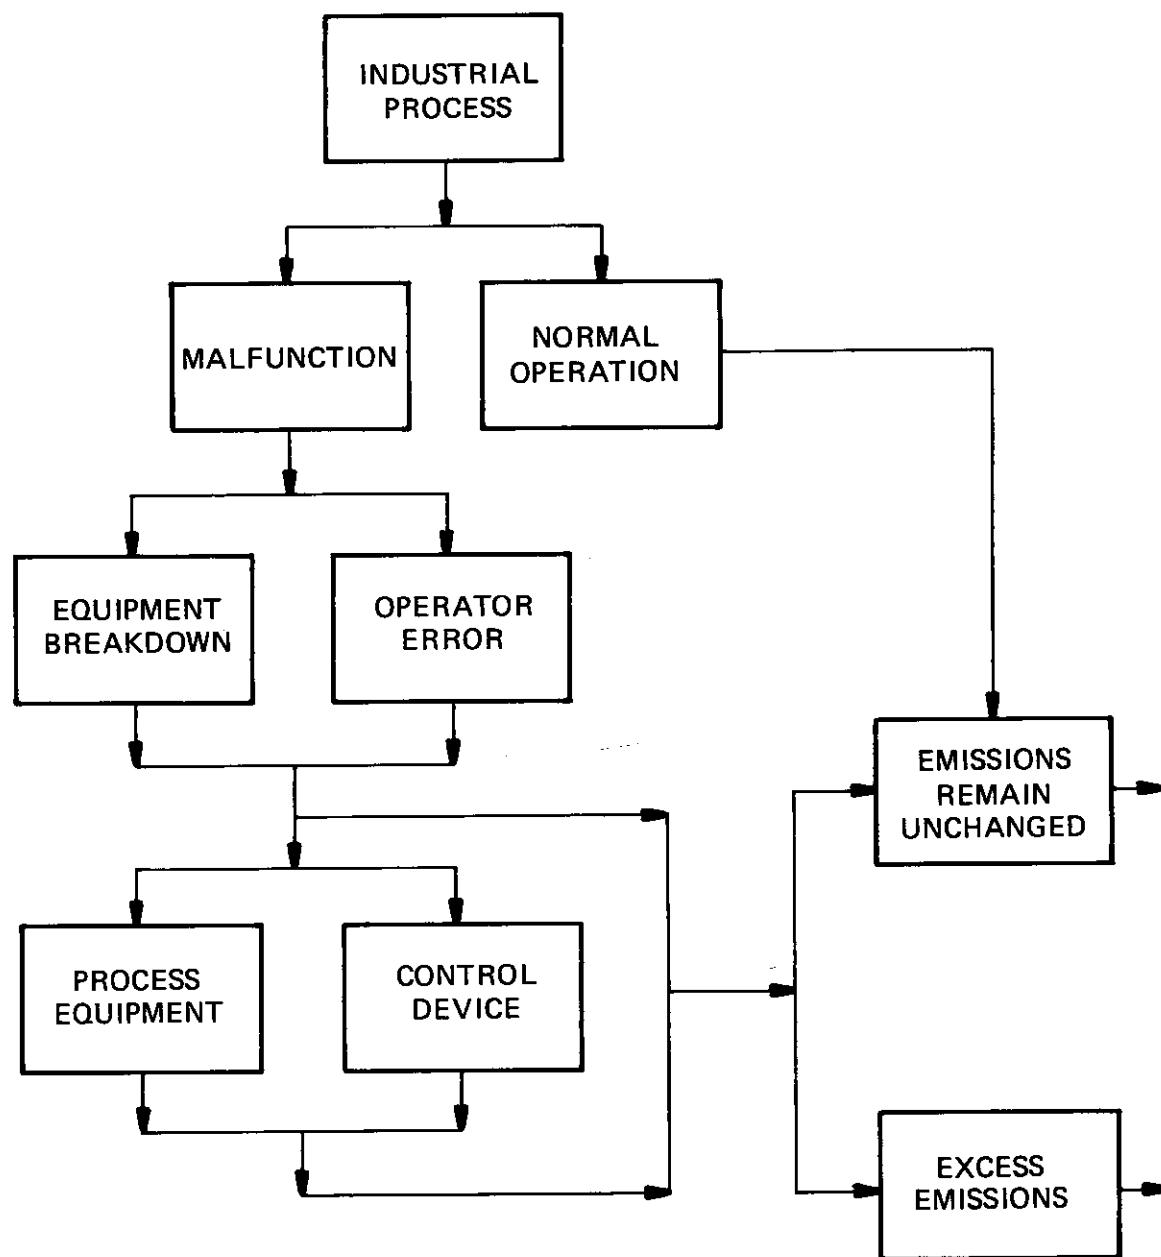 INDUSTRIAL
PROCESS
MALFUNCTION
NORMAL
OPERATION
EQUIPMENT
BREAKDOWN
OPERATOR
ERROR
EMISSIONS
REMAIN
UNCHANGED
PROCESS
EQUIPMENT
CONTROL
DEVICE
EXCESS
EMISSIONS